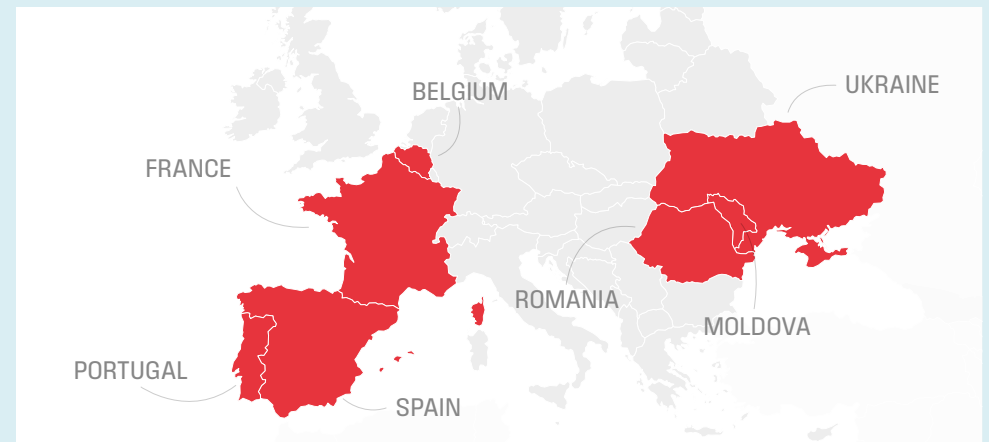 UKRAINE
BELGIUM
FRANCE
ROMANIA
MOLDOVA
PORTUGAL
SPAIN